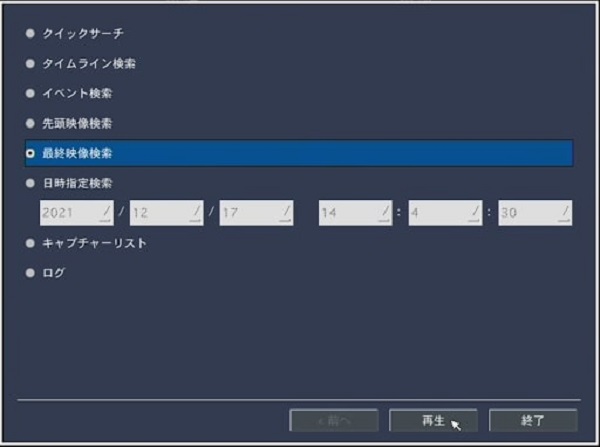 クイックサーチ
タイムライン検索
イベント検索
先頭映像検索
最終映像検索
日時指定検索
2021 / 12 / 17 14 : 4 : 30
キャプチャーリスト
ログ
< 前へ 再生 終了